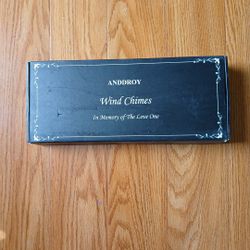 ANDDROY
Wind Chimes
In Memory of The Love One